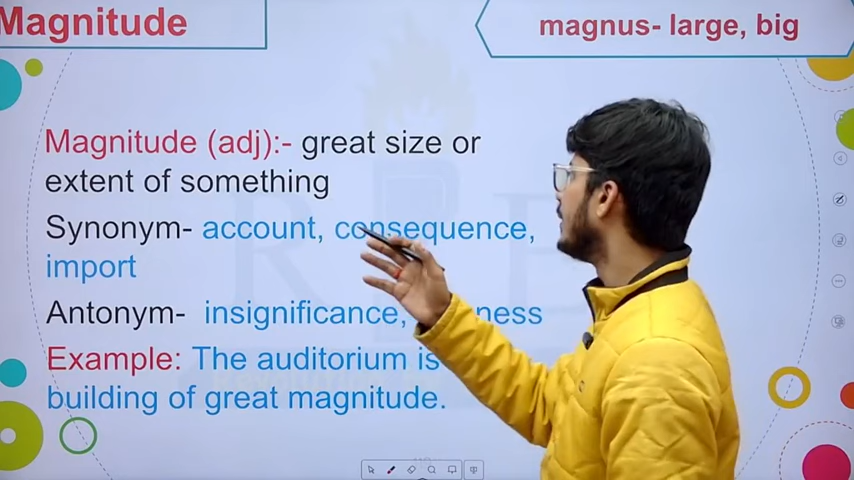 Magnitude
magnus- large, big
Magnitude (adj):- great size or
extent of something
Synonym- account, consequence,
import
Antonym- insignificance,
Example: The auditorium is
building of great magnitude.